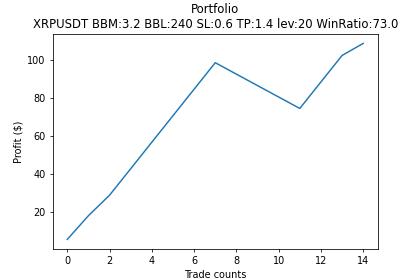 Portfolio
XRPUSDT BBM:3.2 BBL:240 SL:0.6 TP:1.4 lev:20 WinRatio:73.0
100
80
60
40
20
Profit ($)
0 2 4 6 8 10 12 14
Trade counts